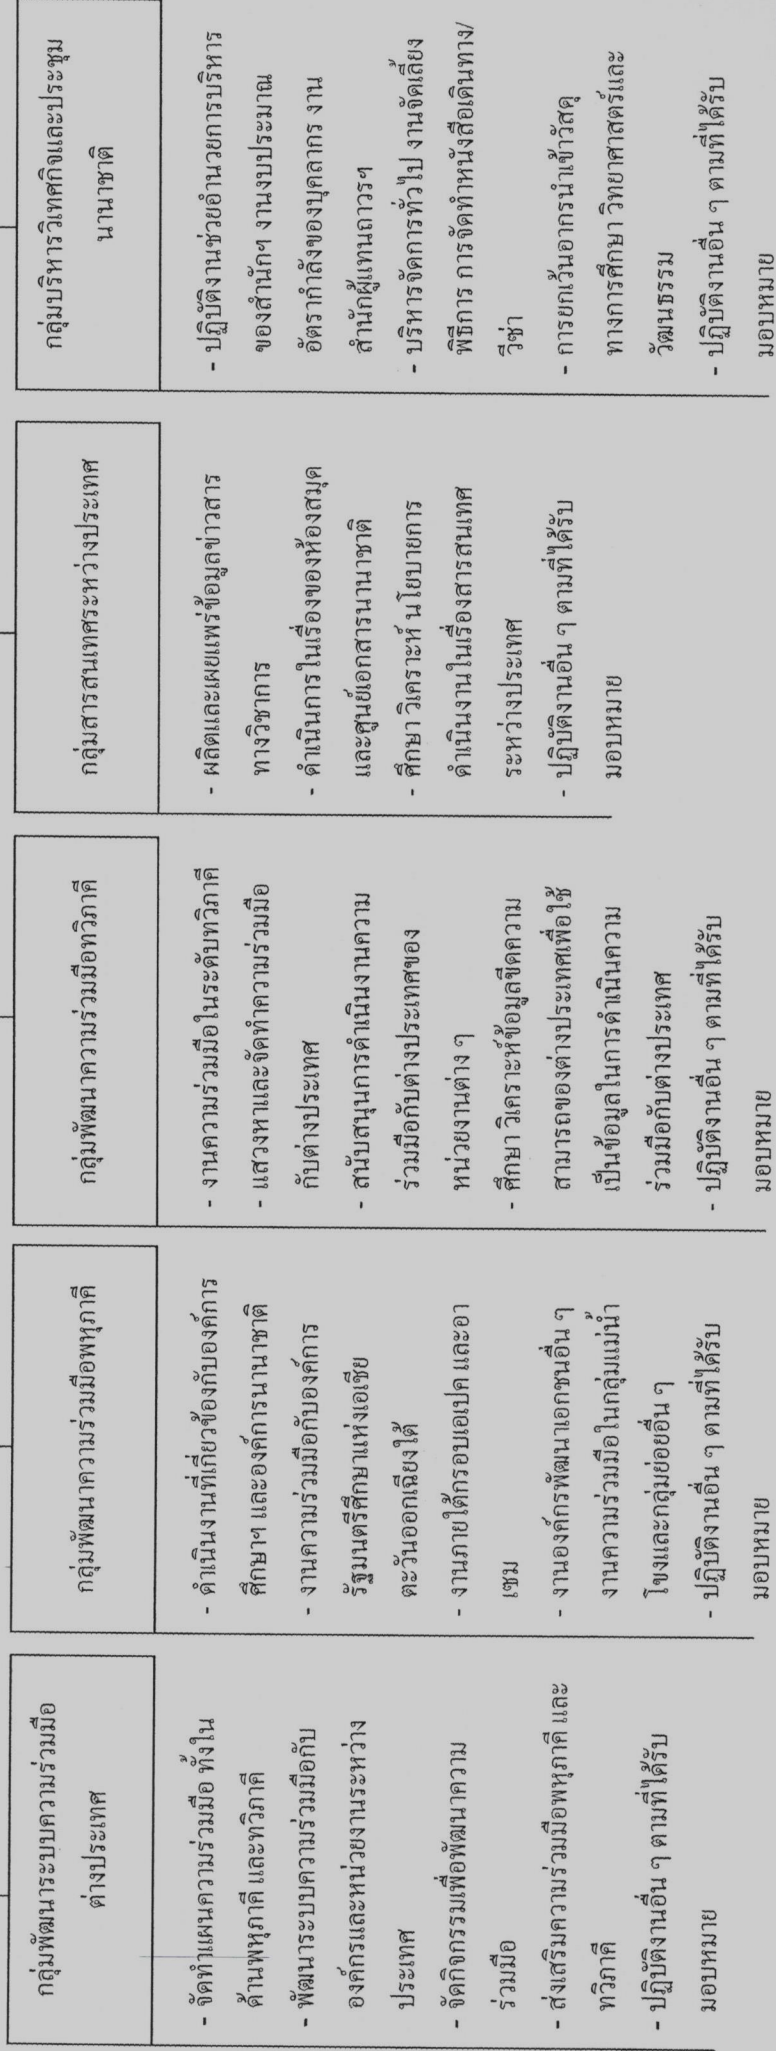 กลุ่มพัฒนาระบบความร่วมมือ
ต่างประเทศ
- จัดทำแผนความร่วมมือ ทั้งใน
ด้านพหุภาคี และทวิภาคี
- พัฒนาระบบความร่วมมือกับ
องค์กรและหน่วยงานระหว่าง
ประเทศ
- จัดกิจกรรมเพื่อพัฒนาความ
ร่วมมือ
- ส่งเสริมความร่วมมือพหุภาคี และ
ทวิภาคี
- ปฏิบัติงานอื่น ๆ ตามที่ได้รับ
มอบหมาย
กลุ่มพัฒนาความร่วมมือพหุภาคี
- ดำเนินงานที่เกี่ยวข้องกับองค์การ
ศึกษาฯ และองค์การนานาชาติ
- งานความร่วมมือกับองค์การ
รัฐมนตรีศึกษาแห่งเอเชีย
ตะวันออกเฉียงใต้
- งานภายใต้กรอบเอเปค และอา
เซม
- งานองค์กรพัฒนาเอกชนอื่น ๆ
งานความร่วมมือในกลุ่มแม่น้ำ
โขงและกลุ่มย่อยอื่น ๆ
- ปฏิบัติงานอื่น ๆ ตามที่ได้รับ
มอบหมาย
กลุ่มพัฒนาความร่วมมือทวิภาคี
- งานความร่วมมือในระดับทวิภาคี
- แสวงหาและจัดทำความร่วมมือ
กับต่างประเทศ
- สนับสนุนการดำเนินงานความ
ร่วมมือกับต่างประเทศของ
หน่วยงานต่าง ๆ
- ศึกษา วิเคราะห์ข้อมูลขีดความ
สามารถของต่างประเทศเพื่อใช้
เป็นข้อมูลในการดำเนินความ
ร่วมมือกับต่างประเทศ
- ปฏิบัติงานอื่น ๆ ตามที่ได้รับ
มอบหมาย
กลุ่มสารสนเทศระหว่างประเทศ
- ผลิตและเผยแพร่ข้อมูลข่าวสาร
ทางวิชาการ
- ดำเนินการในเรื่องของห้องสมุด
และศูนย์เอกสารนานาชาติ
- ศึกษา วิเคราะห์ นโยบายการ
ดำเนินงานในเรื่องสารสนเทศ
ระหว่างประเทศ
- ปฏิบัติงานอื่น ๆ ตามที่ได้รับ
มอบหมาย
กลุ่มบริหารวิเทศกิจและประชุม
นานาชาติ
- ปฏิบัติงานช่วยอำนวยการบริหาร
ของสำนักฯ งานงบประมาณ
อัตรากำลังของบุคลากร งาน
สำนักผู้แทนถาวรฯ
- บริหารจัดการทั่วไป งานจัดเลี้ยง
พิธีการ การจัดทำหนังสือเดินทาง/
วีซ่า
- การยกเว้นอากรนำเข้าวัสดุ
ทางการศึกษา วิทยาศาสตร์และ
วัฒนธรรม
- ปฏิบัติงานอื่น ๆ ตามที่ได้รับ
มอบหมาย